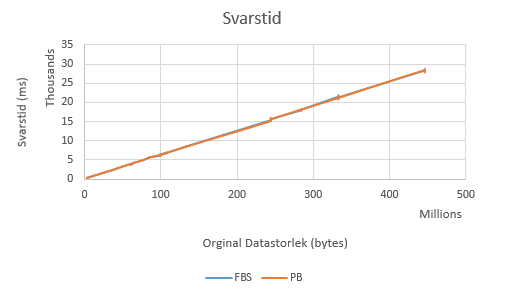 Svarstid
Thousands
Svarstid (ms)
35
30
25
20
15
10
5
0
0 100 200 300 400 500
Millions
Orginal Datastorlek (bytes)
FBS PB